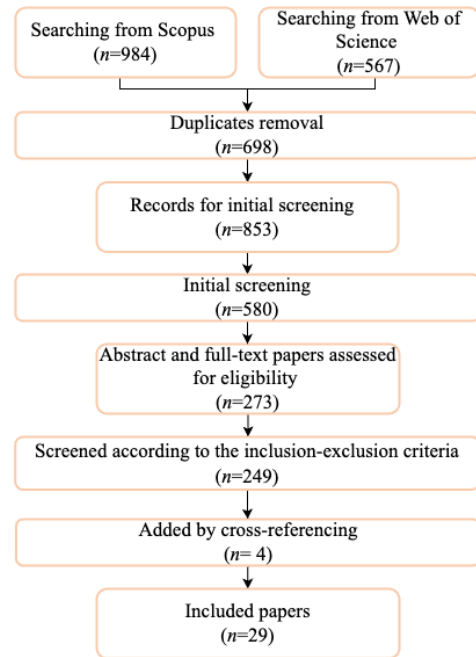 Searching from Scopus
(n=984)
Searching from Web of
Science
(n=567)
Duplicates removal
(n=698)
Records for initial screening
(n=853)
Initial screening
(n=580)
Abstract and full-text papers assessed
for eligibility
(n=273)
Screened according to the inclusion-exclusion criteria
(n=249)
Added by cross-referencing
(n= 4)
Included papers
(n=29)